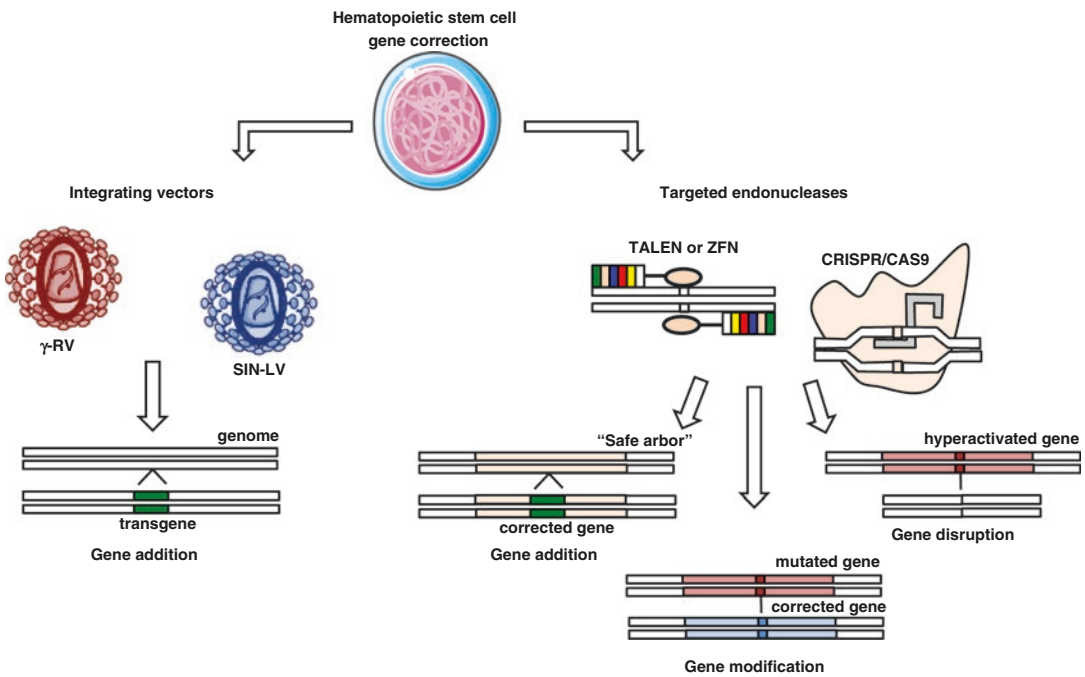 Hematopoietic stem cell
gene correction
Integrating vectors
Targeted endonucleases
γ-RV
SIN-LV
TALEN or ZFN
CRISPR/CAS9
genome
transgene
Gene addition
“Safe arbor”
corrected gene
Gene addition
hyperactivated gene
Gene disruption
mutated gene
corrected gene
Gene modification